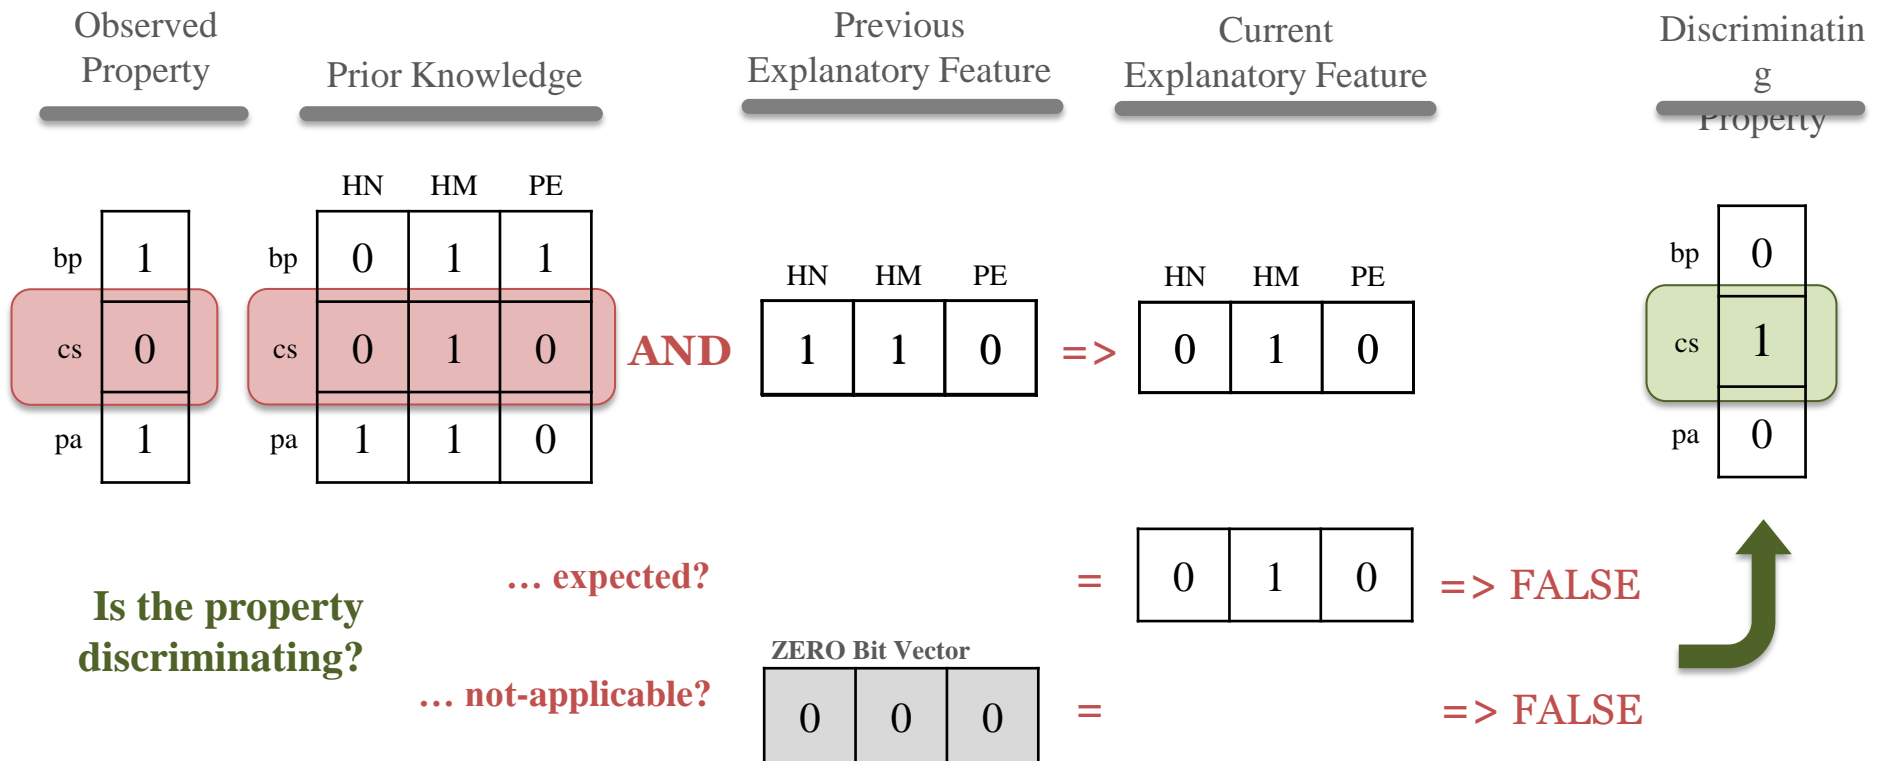 Observed
Property
Prior Knowledge
Previous
Explanatory Feature
Current
Explanatory Feature
Discriminatin
g
Property
HN HM PE
bp 1
bp 0 1 1
cs 0
cs 0 1 0
pa 1
pa 1 1 0
AND
HN HM PE
1 1 0
=>
HN HM PE
0 1 0
bp 0
cs 1
pa 0
Is the property
discriminating?
... expected?
= 0 1 0 => FALSE
ZERO Bit Vector
... not-applicable?
0 0 0 = => FALSE